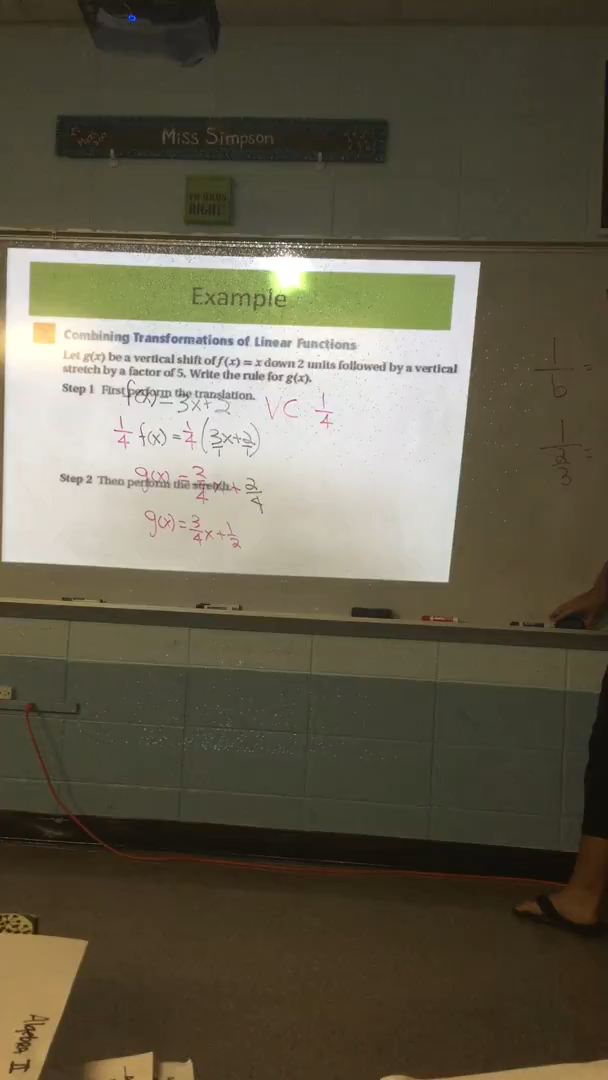 Miss Simpson
RIGHT
Example
Combining Transformations of Linear Functions
Let g(x) be a vertical shift of f(x) = x down 2 units followed by a vertical
stretch by a factor of 5. Write the rule for g(x).
Step 1 First perform the translation.
f(x) = 3x+2 VC 1/4
1/4 f(x) = 1/4 (3x/1+2/1)
Step 2 Then perform the stretch.
g(x) = 3/4 x + 2/4
g(x) = 3/4 x + 1/2
1/b =
Algebra II